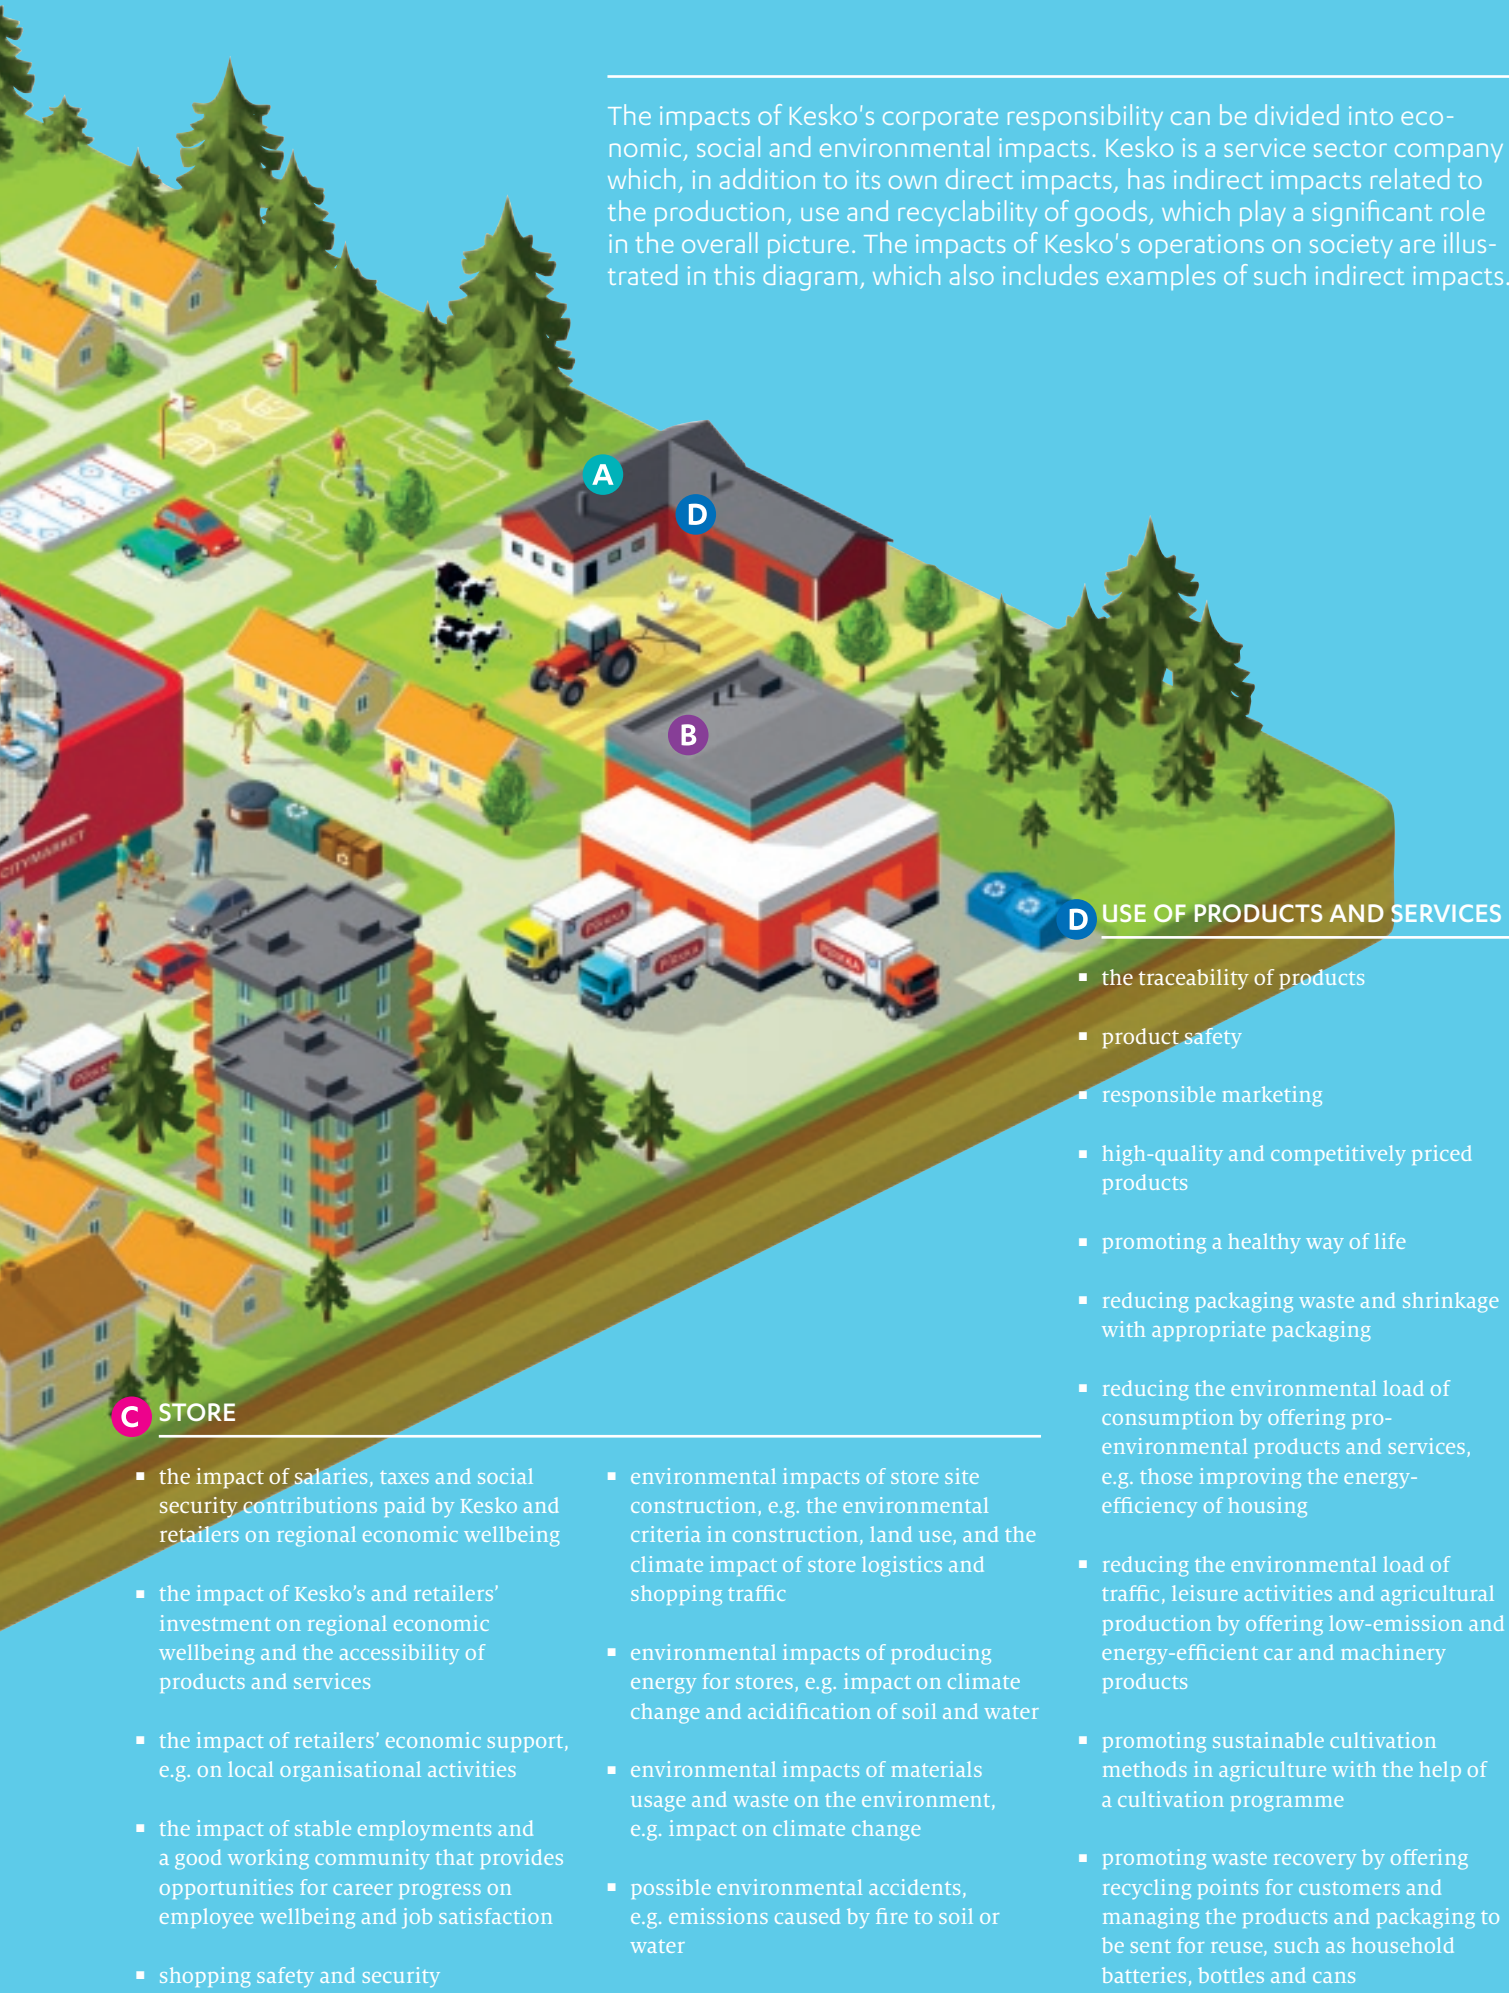 The impacts of Kesko's corporate responsibility can be divided into eco-
nomic, social and environmental impacts. Kesko is a service sector company
which, in addition to its own direct impacts, has indirect impacts related to
the production, use and recyclability of goods, which play a significant role
in the overall picture. The impacts of Kesko's operations on society are illus-
trated in this diagram, which also includes examples of such indirect impacts.
A
D
B
CITYMARKET
PIRKKA
PIRKKA
PIRKKA
PIRKKA
C STORE
▪ the impact of salaries, taxes and social
security contributions paid by Kesko and
retailers on regional economic wellbeing
▪ the impact of Kesko’s and retailers’
investment on regional economic
wellbeing and the accessibility of
products and services
▪ the impact of retailers’ economic support,
e.g. on local organisational activities
▪ the impact of stable employments and
a good working community that provides
opportunities for career progress on
employee wellbeing and job satisfaction
▪ shopping safety and security
▪ environmental impacts of store site
construction, e.g. the environmental
criteria in construction, land use, and the
climate impact of store logistics and
shopping traffic
▪ environmental impacts of producing
energy for stores, e.g. impact on climate
change and acidification of soil and water
▪ environmental impacts of materials
usage and waste on the environment,
e.g. impact on climate change
▪ possible environmental accidents,
e.g. emissions caused by fire to soil or
water
D USE OF PRODUCTS AND SERVICES
▪ the traceability of products
▪ product safety
▪ responsible marketing
▪ high-quality and competitively priced
products
▪ promoting a healthy way of life
▪ reducing packaging waste and shrinkage
with appropriate packaging
▪ reducing the environmental load of
consumption by offering pro-
environmental products and services,
e.g. those improving the energy-
efficiency of housing
▪ reducing the environmental load of
traffic, leisure activities and agricultural
production by offering low-emission and
energy-efficient car and machinery
products
▪ promoting sustainable cultivation
methods in agriculture with the help of
a cultivation programme
▪ promoting waste recovery by offering
recycling points for customers and
managing the products and packaging to
be sent for reuse, such as household
batteries, bottles and cans